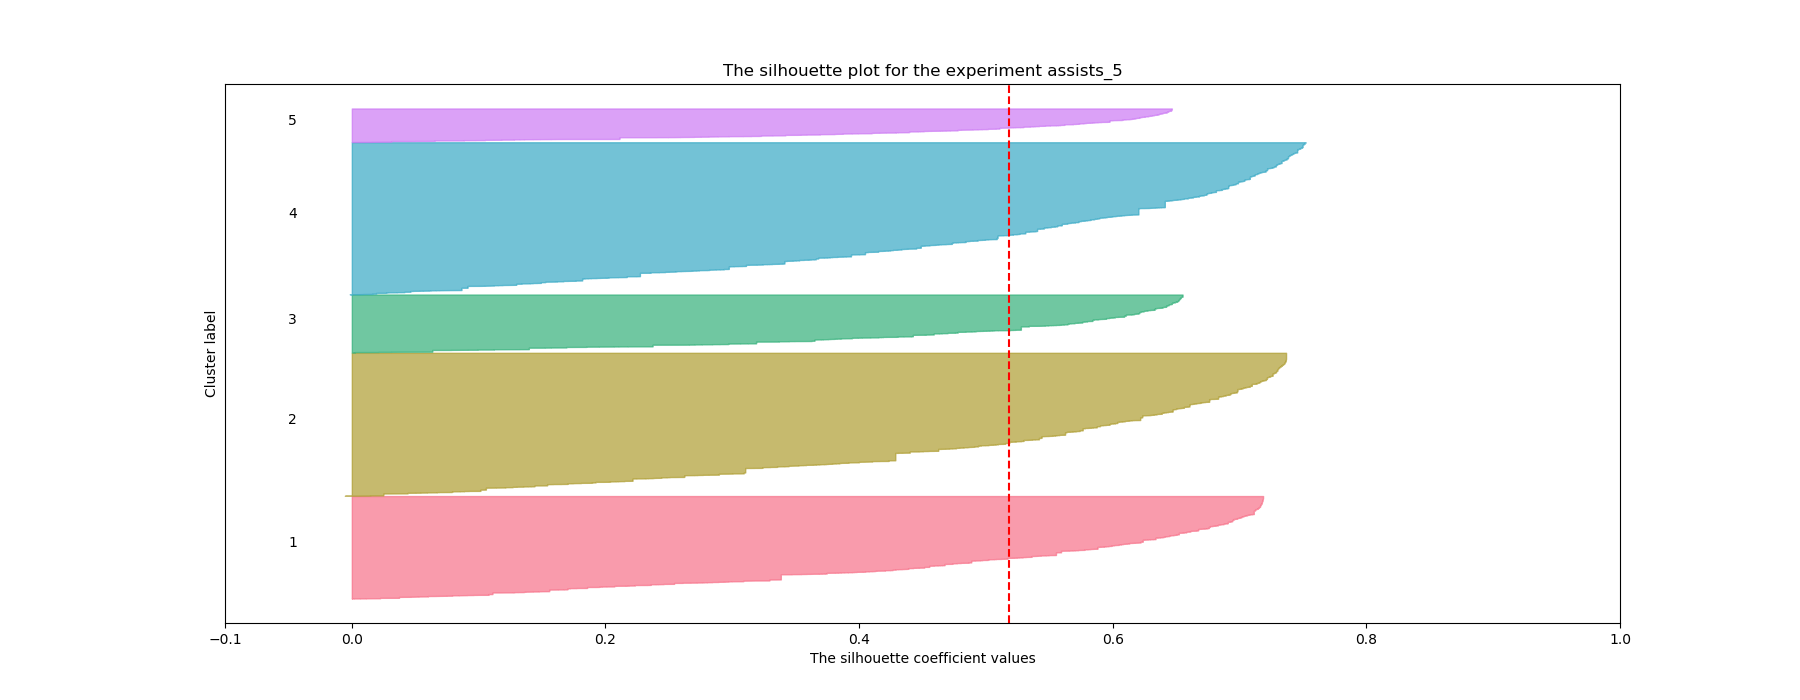 The silhouette plot for the experiment assists_5
5
4
3
2
1
Cluster label
−0.1 0.0 0.2 0.4 0.6 0.8 1.0
The silhouette coefficient values